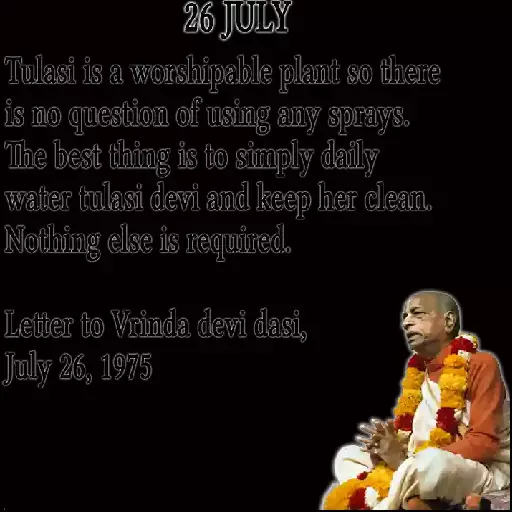 26 JULY
Tulasi is a worshipable plant so there
is no question of using any sprays.
The best thing is to simply daily
water tulasi devi and keep her clean.
Nothing else is required.
Letter to Vrinda devi dasi,
July 26, 1975